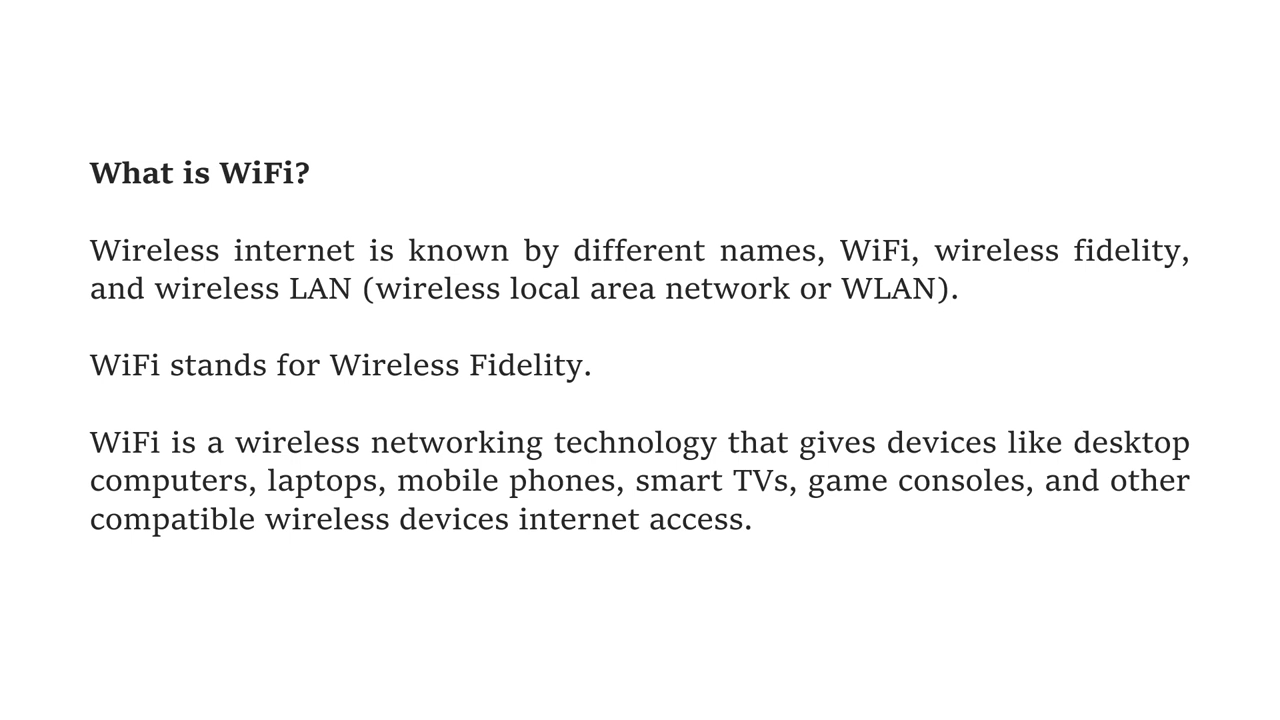 What is WiFi?
Wireless internet is known by different names, WiFi, wireless fidelity,
and wireless LAN (wireless local area network or WLAN).
WiFi stands for Wireless Fidelity.
WiFi is a wireless networking technology that gives devices like desktop
computers, laptops, mobile phones, smart TVs, game consoles, and other
compatible wireless devices internet access.